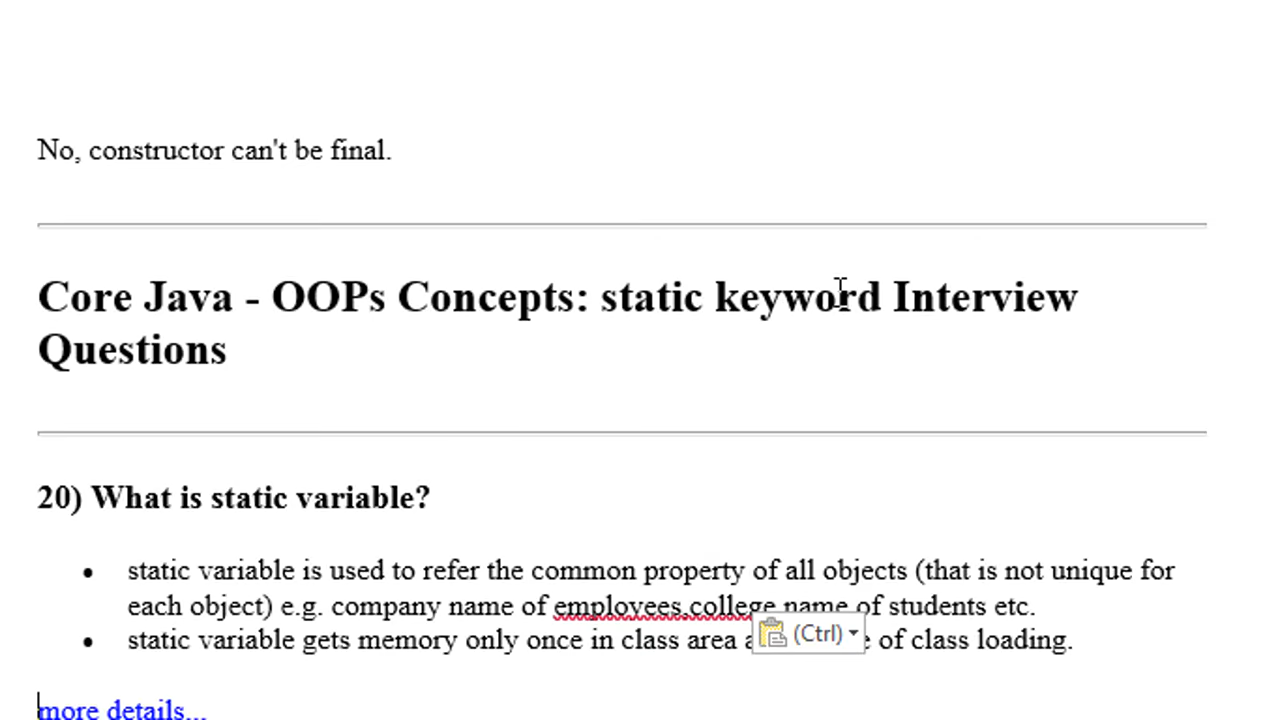 No, constructor can't be final.
Core Java - OOPs Concepts: static keyword Interview
Questions
20) What is static variable?
• static variable is used to refer the common property of all objects (that is not unique for
each object) e.g. company name of employees,college name of students etc.
• static variable gets memory only once in class area of class loading.
(Ctrl)
more details...